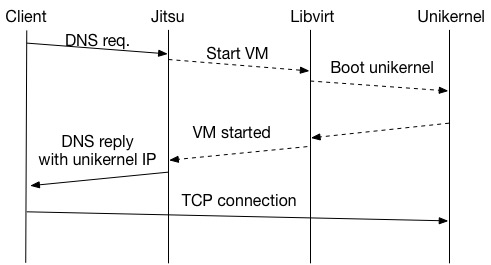 Client
Jitsu
Libvirt
Unikernel
DNS req.
Start VM
Boot unikernel
VM started
DNS reply
with unikernel IP
TCP connection